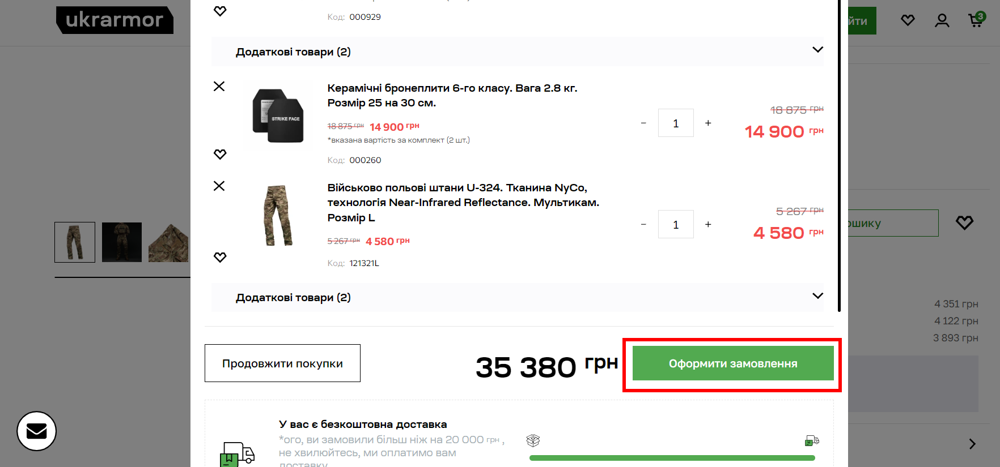 ukrarmor
йти
3
Код: 000929
Додаткові товари (2)
Керамічні бронеплити 6-го класу. Вага 2.8 кг.
Розмір 25 на 30 см.
STRIKE FACE
18 875 грн 14 900 грн
*вказана вартість за комплект (2 шт.)
− 1 +
18 875 грн
14 900 грн
Код: 000260
Військово польові штани U-324. Тканина NyCo,
технологія Near-Infrared Reflectance. Мультикам.
Розмір L
5 267 грн 4 580 грн
− 1 +
5 267 грн
4 580 грн
Код: 121321L
ошику
Додаткові товари (2)
4 351 грн
4 122 грн
3 893 грн
Продовжити покупки
35 380 грн
Оформити замовлення
У вас є безкоштовна доставка
*ого, ви замовили більш ніж на 20 000 грн ,
не хвилюйтесь, ми оплатимо вам
доставку